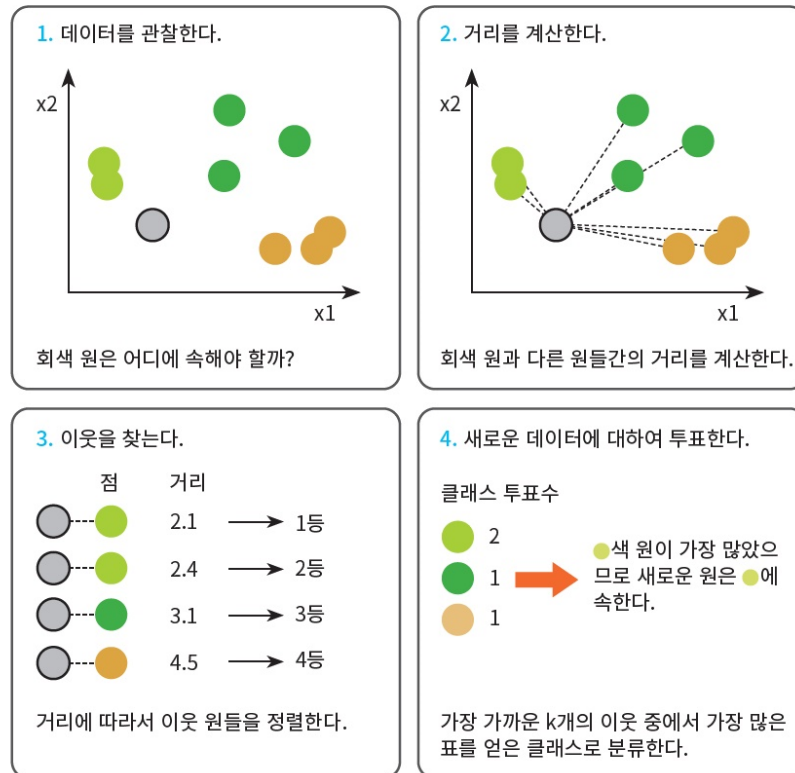 1. 데이터를 관찰한다.
x2
x1
회색 원은 어디에 속해야 할까?
2. 거리를 계산한다.
x2
x1
회색 원과 다른 원들간의 거리를 계산한다.
3. 이웃을 찾는다.
점 거리
2.1 1등
2.4 2등
3.1 3등
4.5 4등
거리에 따라서 이웃 원들을 정렬한다.
4. 새로운 데이터에 대하여 투표한다.
클래스 투표수
2
1
1
색 원이 가장 많았으
므로 새로운 원은 에
속한다.
가장 가까운 k개의 이웃 중에서 가장 많은
표를 얻은 클래스로 분류한다.